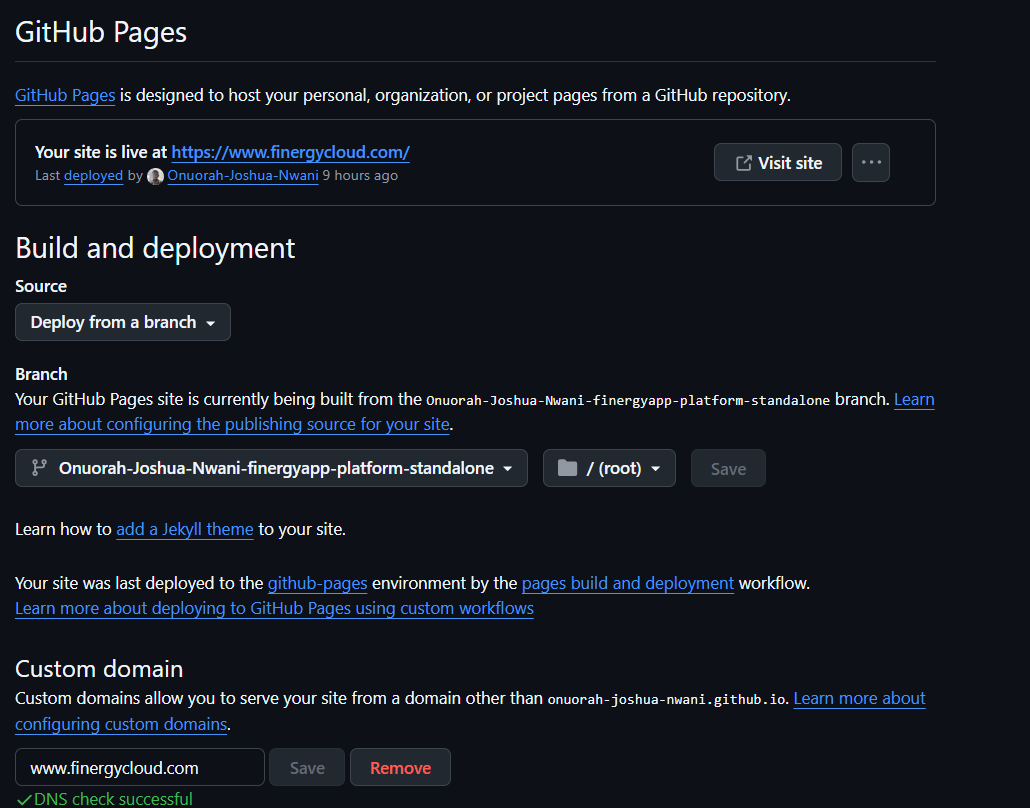 GitHub Pages
GitHub Pages is designed to host your personal, organization, or project pages from a GitHub repository.
Your site is live at https://www.finergycloud.com/
Last deployed by Onuorah-Joshua-Nwani 9 hours ago
Visit site
Build and deployment
Source
Deploy from a branch
Branch
Your GitHub Pages site is currently being built from the Onuorah-Joshua-Nwani-finergyapp-platform-standalone branch. Learn
more about configuring the publishing source for your site.
Onuorah-Joshua-Nwani-finergyapp-platform-standalone
/ (root)
Save
Learn how to add a Jekyll theme to your site.
Your site was last deployed to the github-pages environment by the pages build and deployment workflow.
Learn more about deploying to GitHub Pages using custom workflows
Custom domain
Custom domains allow you to serve your site from a domain other than onuorah-joshua-nwani.github.io. Learn more about
configuring custom domains.
www.finergycloud.com
Save
Remove
DNS check successful